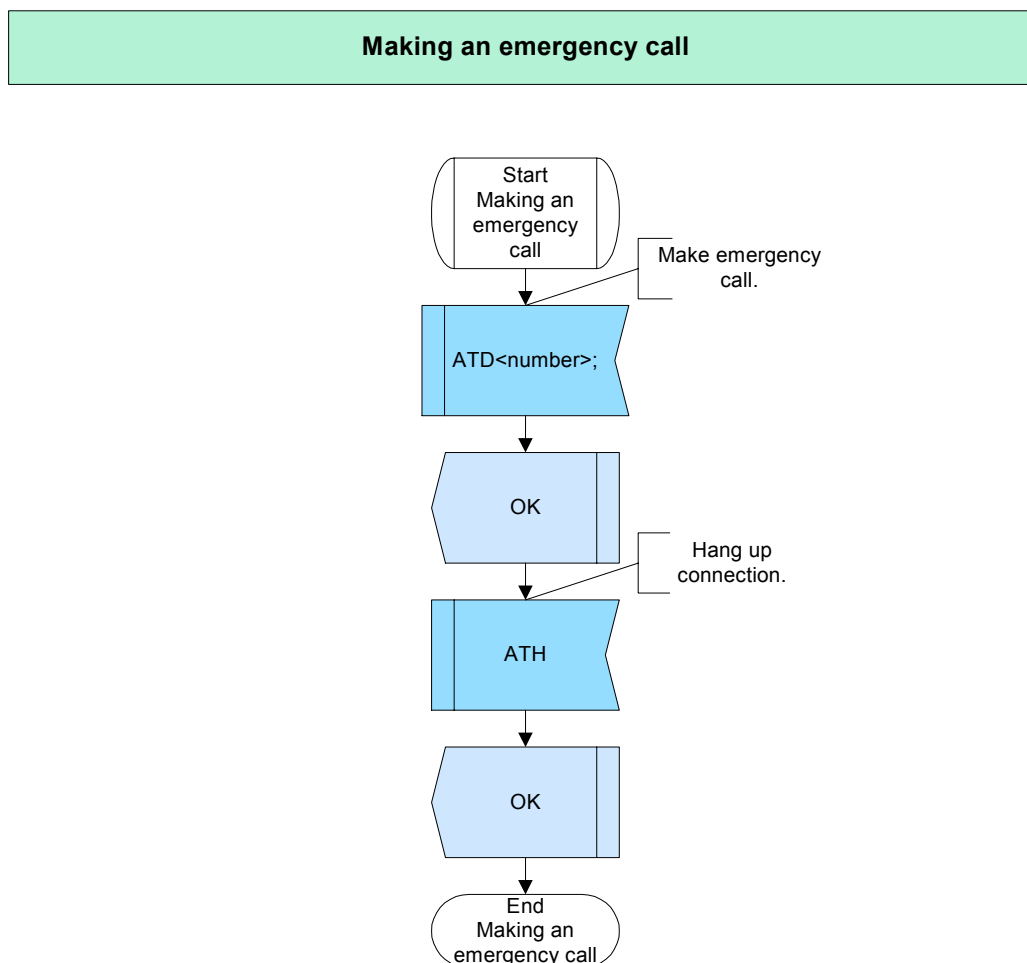 Making an emergency call
Start
Making an
emergency
call
Make emergency
call.
ATD<number>;
OK
Hang up
connection.
ATH
OK
End
Making an
emergency call